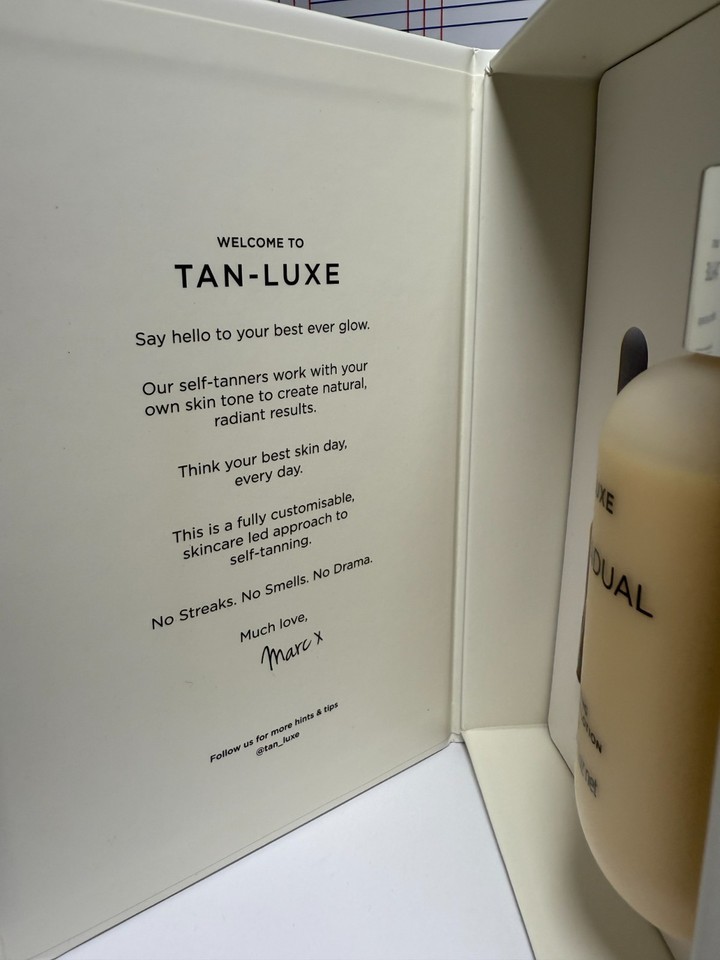 WELCOME TO
TAN-LUXE
Say hello to your best ever glow.
Our self-tanners work with your
own skin tone to create natural,
radiant results.
Think your best skin day,
every day.
This is a fully customisable,
skincare led approach to
self-tanning.
No Streaks. No Smells. No Drama.
Much love,
Marc x
Follow us for more hints & tips
@tan_luxe
UXE
DUAL